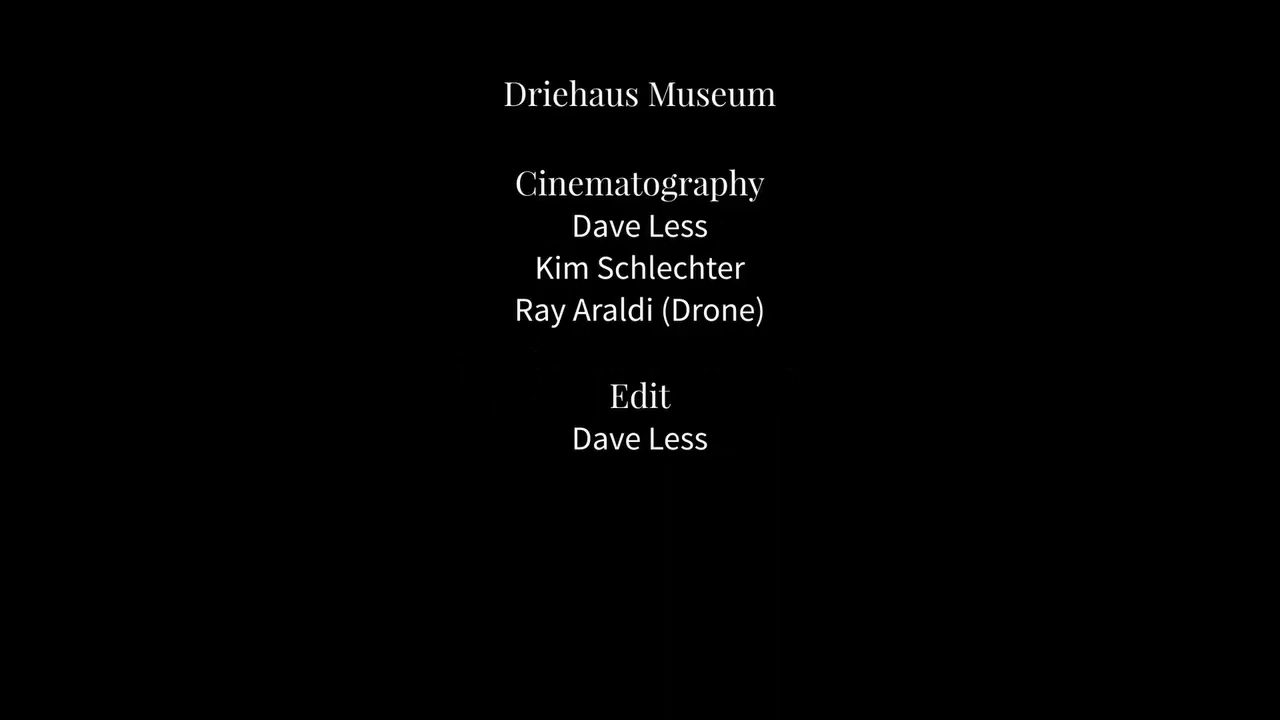 Driehaus Museum
Cinematography
Dave Less
Kim Schlechter
Ray Araldi (Drone)
Edit
Dave Less